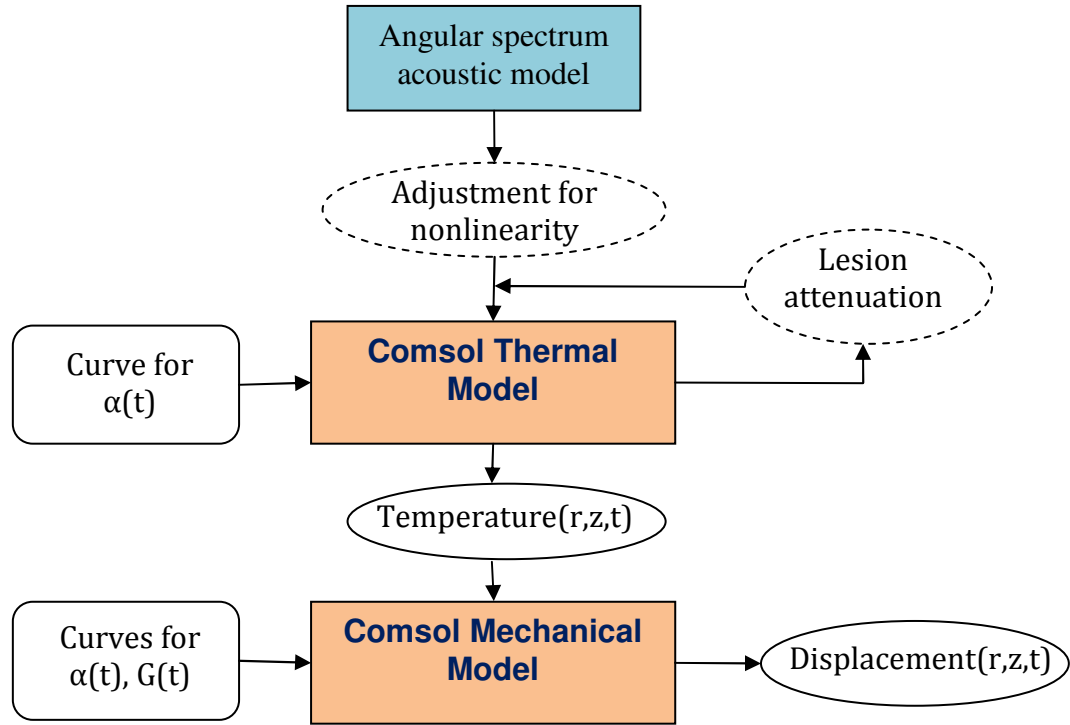 Angular spectrum
acoustic model
Adjustment for
nonlinearity
Lesion
attenuation
Curve for
α(t)
Comsol Thermal
Model
Temperature(r,z,t)
Curves for
α(t), G(t)
Comsol Mechanical
Model
Displacement(r,z,t)